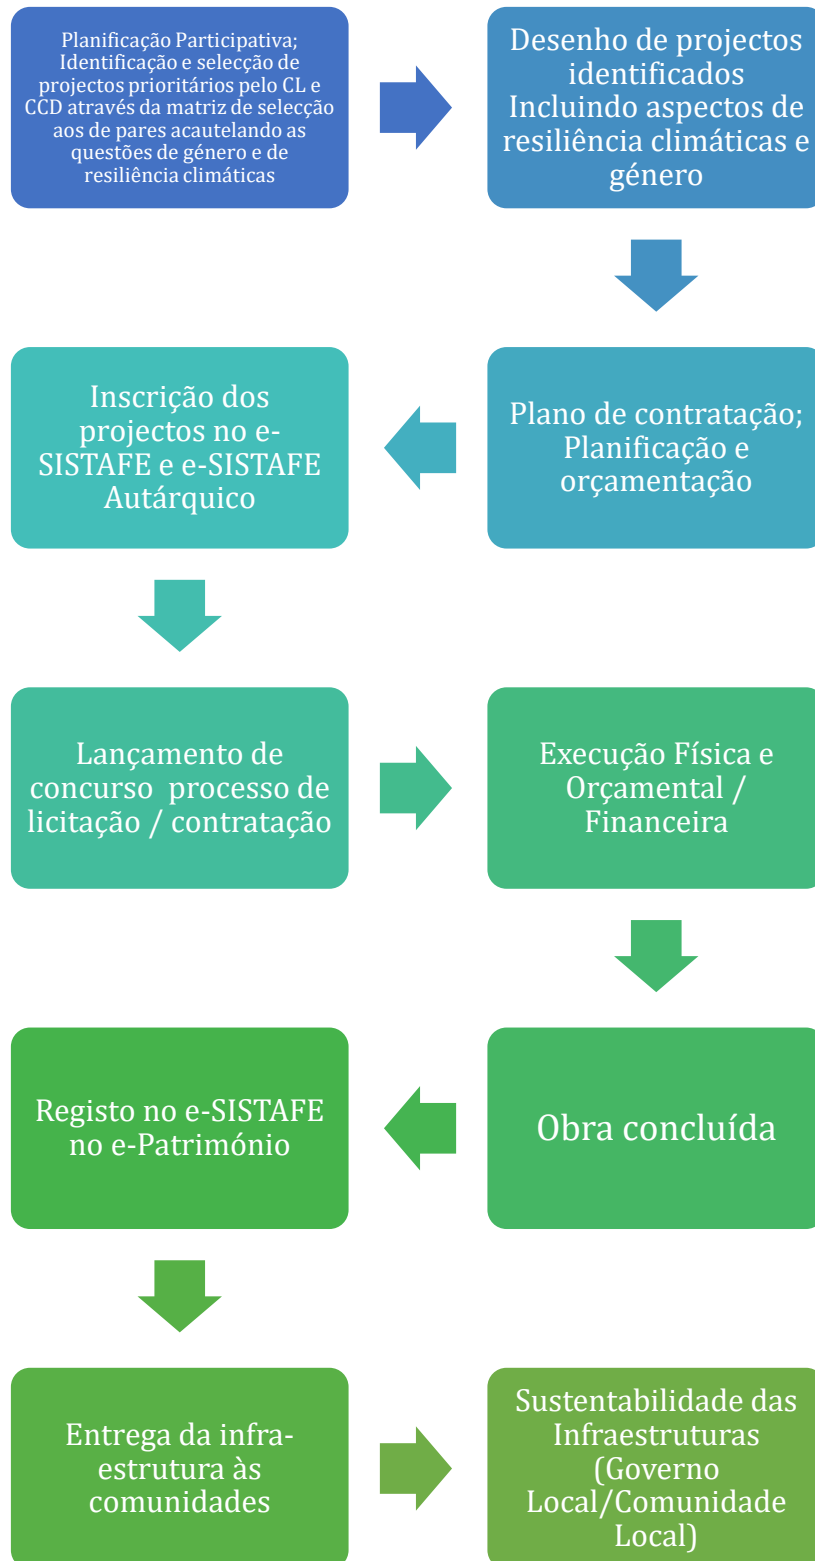 Planificação Participativa;
Identificação e selecção de
projectos prioritários pelo CL e
CCD através da matriz de selecção
aos de pares acautelando as
questões de género e de
resiliência climáticas
Desenho de projectos
identificados
Incluindo aspectos de
resiliência climáticas e
género
Plano de contratação;
Planificação e
orçamentação
Inscrição dos
projectos no e-
SISTAFE e e-SISTAFE
Autárquico
Lançamento de
concurso processo de
licitação / contratação
Execução Física e
Orçamental /
Financeira
Obra concluída
Registo no e-SISTAFE
no e-Património
Entrega da infra-
estrutura às
comunidades
Sustentabilidade das
Infraestruturas
(Governo
Local/Comunidade
Local)